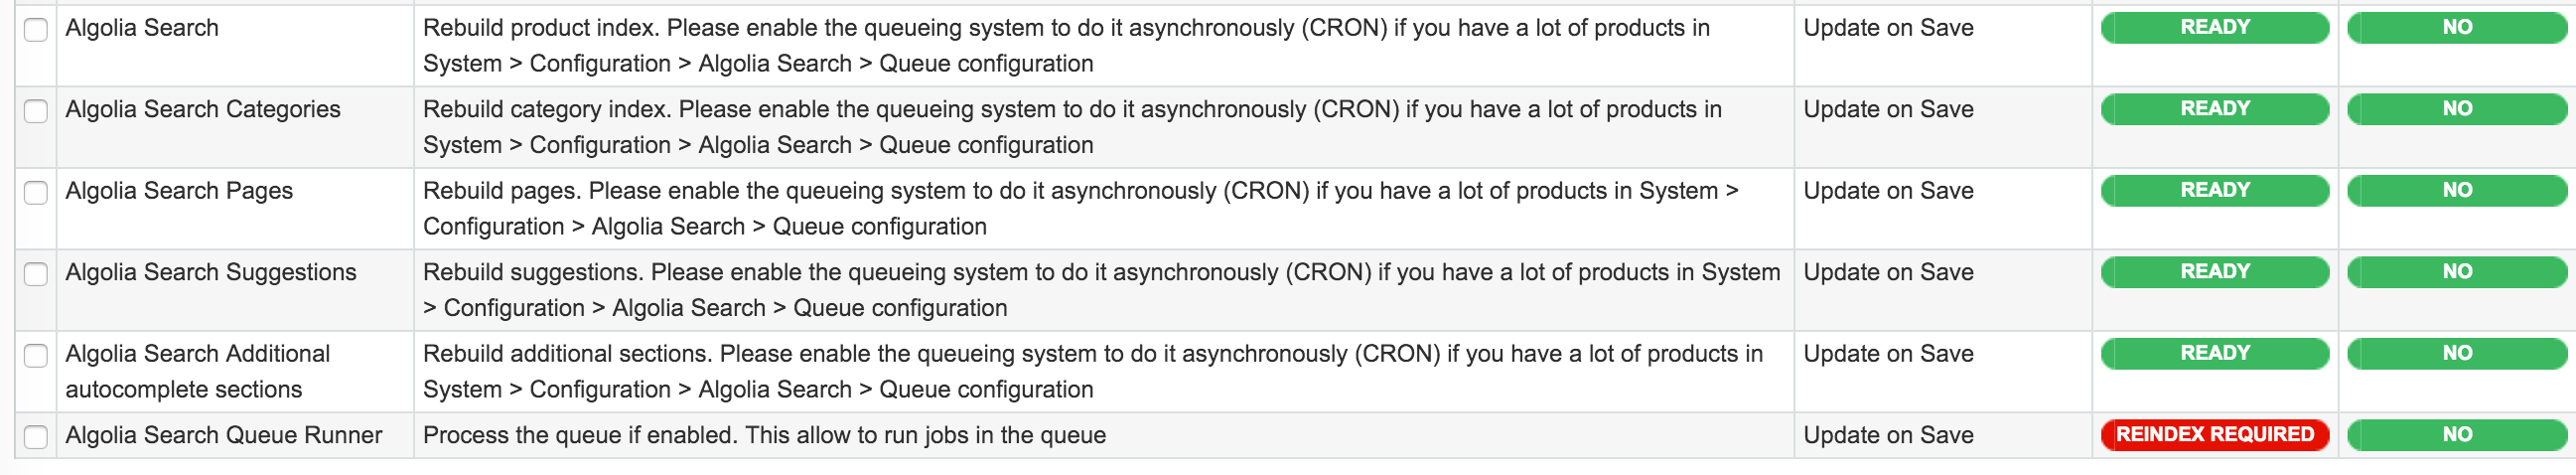 Algolia Search
Rebuild product index. Please enable the queueing system to do it asynchronously (CRON) if you have a lot of products in
System > Configuration > Algolia Search > Queue configuration
Update on Save
READY
NO
Algolia Search Categories
Rebuild category index. Please enable the queueing system to do it asynchronously (CRON) if you have a lot of products in
System > Configuration > Algolia Search > Queue configuration
Update on Save
READY
NO
Algolia Search Pages
Rebuild pages. Please enable the queueing system to do it asynchronously (CRON) if you have a lot of products in System >
Configuration > Algolia Search > Queue configuration
Update on Save
READY
NO
Algolia Search Suggestions
Rebuild suggestions. Please enable the queueing system to do it asynchronously (CRON) if you have a lot of products in System
> Configuration > Algolia Search > Queue configuration
Update on Save
READY
NO
Algolia Search Additional
autocomplete sections
Rebuild additional sections. Please enable the queueing system to do it asynchronously (CRON) if you have a lot of products in
System > Configuration > Algolia Search > Queue configuration
Update on Save
READY
NO
Algolia Search Queue Runner
Process the queue if enabled. This allow to run jobs in the queue
Update on Save
REINDEX REQUIRED
NO